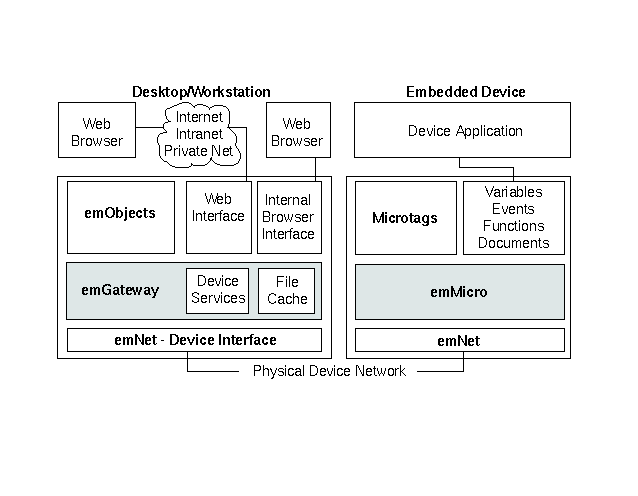 Desktop/Workstation
Embedded Device
Web
Browser
Internet
Intranet
Private Net
Web
Browser
Device Application
emObjects
Web
Interface
Internal
Browser
Interface
Microtags
Variables
Events
Functions
Documents
emGateway
Device
Services
File
Cache
emMicro
emNet - Device Interface
emNet
Physical Device Network